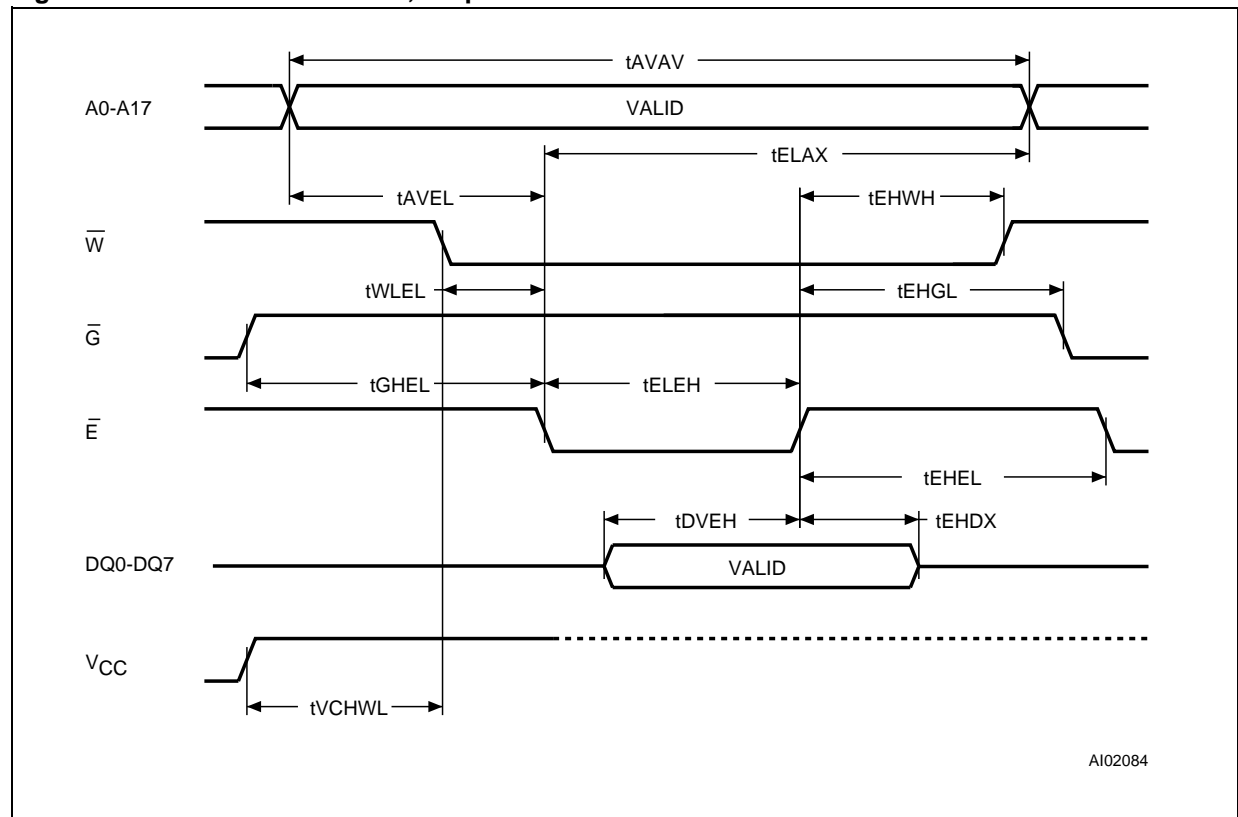 tAVAV
A0-A17
VALID
tELAX
tAVEL
tEHWH
W
tWLEL
tEHGL
G
tGHEL
tELEH
E
tEHEL
tDVEH
tEHDX
DQ0-DQ7
VALID
VCC
tVCHWL
AI02084